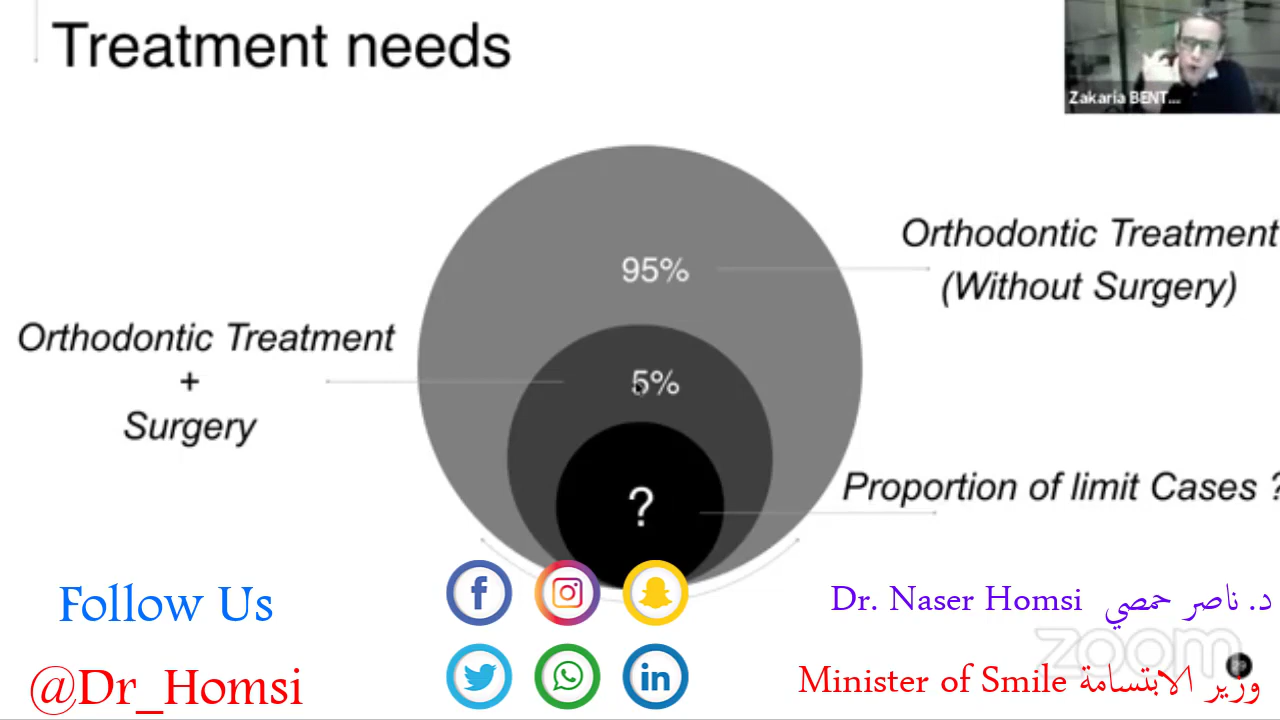 Treatment needs
Zakaria BENT...
Orthodontic Treatment
(Without Surgery)
95%
Orthodontic Treatment
+
Surgery
5%
Proportion of limit Cases ?
?
Follow Us
Dr. Naser Homsi د. ناصر حمصي
zoom
@Dr_Homsi
in
Minister of Smile وزير الابتسامة